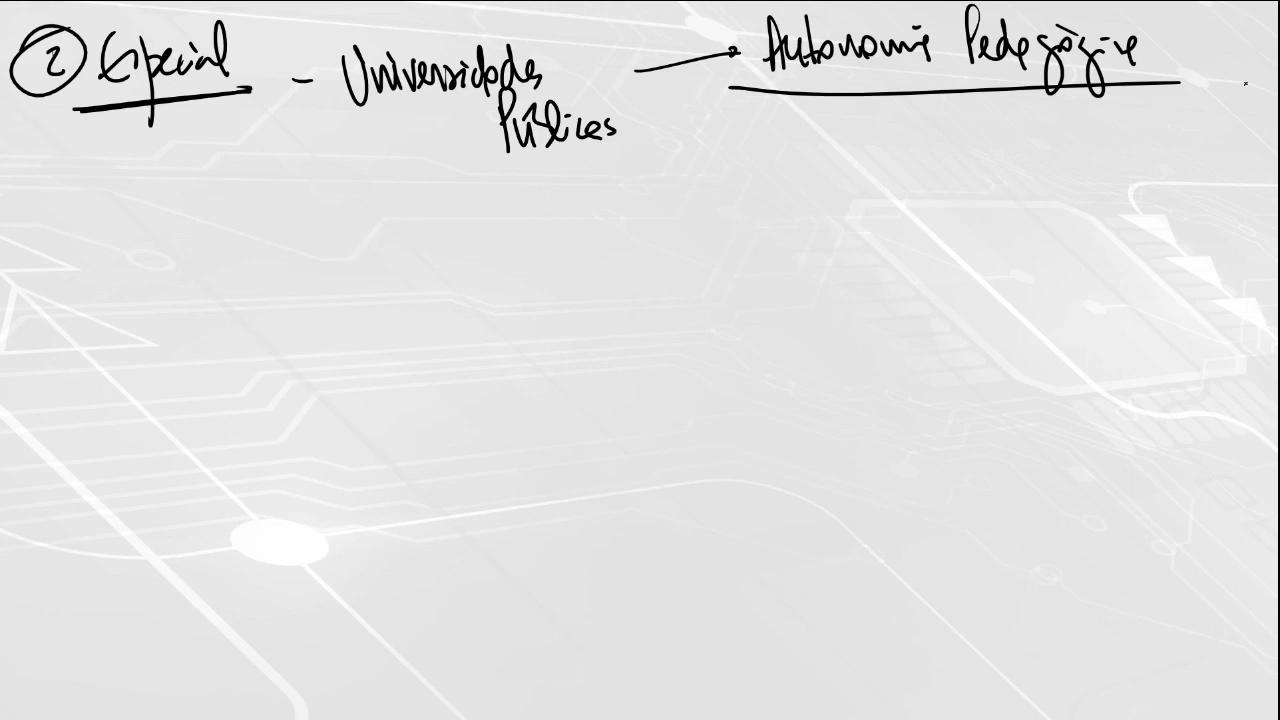 ② Especial - Universidades → Autonomia Pedagógica
Públicas